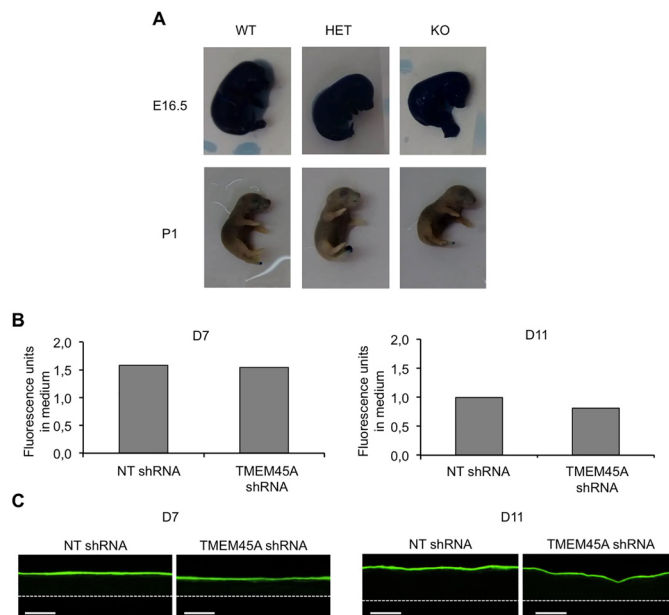 A
WT HET KO
E16.5
P1
B
D7
Fluorescence units
in medium
2,0
1,5
1,0
0,5
0,0
NT shRNA
TMEM45A
shRNA
D11
Fluorescence units
in medium
2,0
1,5
1,0
0,5
0,0
NT shRNA
TMEM45A
shRNA
C
D7
NT shRNA TMEM45A shRNA
D11
NT shRNA TMEM45A shRNA